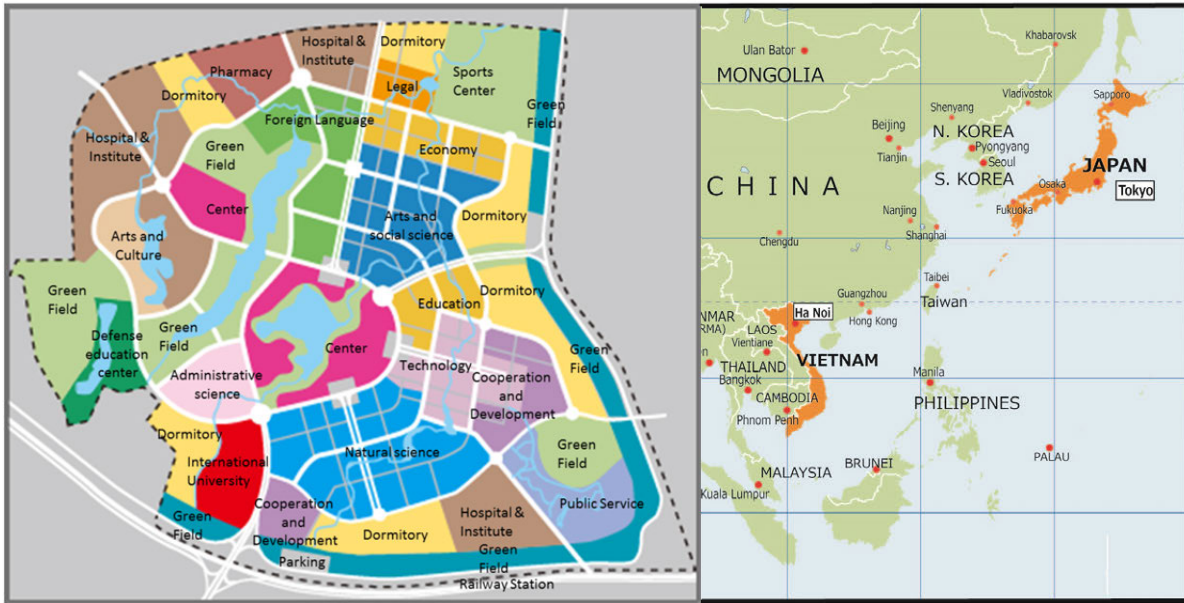 Hospital &
Institute
Dormitory
Pharmacy
Sports
Center
Legal
Dormitory
Green
Field
Foreign Language
Hospital &
Institute
Green
Field
Economy
Center
Arts and
social science
Dormitory
Arts and
Culture
Green
Field
Education
Dormitory
Defense
education
center
Green
Field
Center
Technology
Green
Field
Administrative
science
Cooperation
and
Development
Dormitory
Natural science
Green
Field
International
University
Public Service
Green
Field
Cooperation
and
Development
Dormitory
Hospital &
Institute
Green
Field
Parking
Railway Station
Khabarovsk
Ulan Bator
MONGOLIA
Vladivostok
Sapporo
Shenyang
Beijing
N. KOREA
Tianjin
Pyongyang
Seoul
JAPAN
S. KOREA
CHINA
Osaka
Tokyo
Nanjing
Fukuoka
Shanghai
Chengdu
Taibei
Guangzhou
Taiwan
Ha Noi
Hong Kong
NMAR
RMA)
LAOS
Vientiane
n
VIETNAM
THAILAND
Bangkok
Manila
CAMBODIA
PHILIPPINES
Phnom Penh
PALAU
BRUNEI
MALAYSIA
Kuala Lumpur